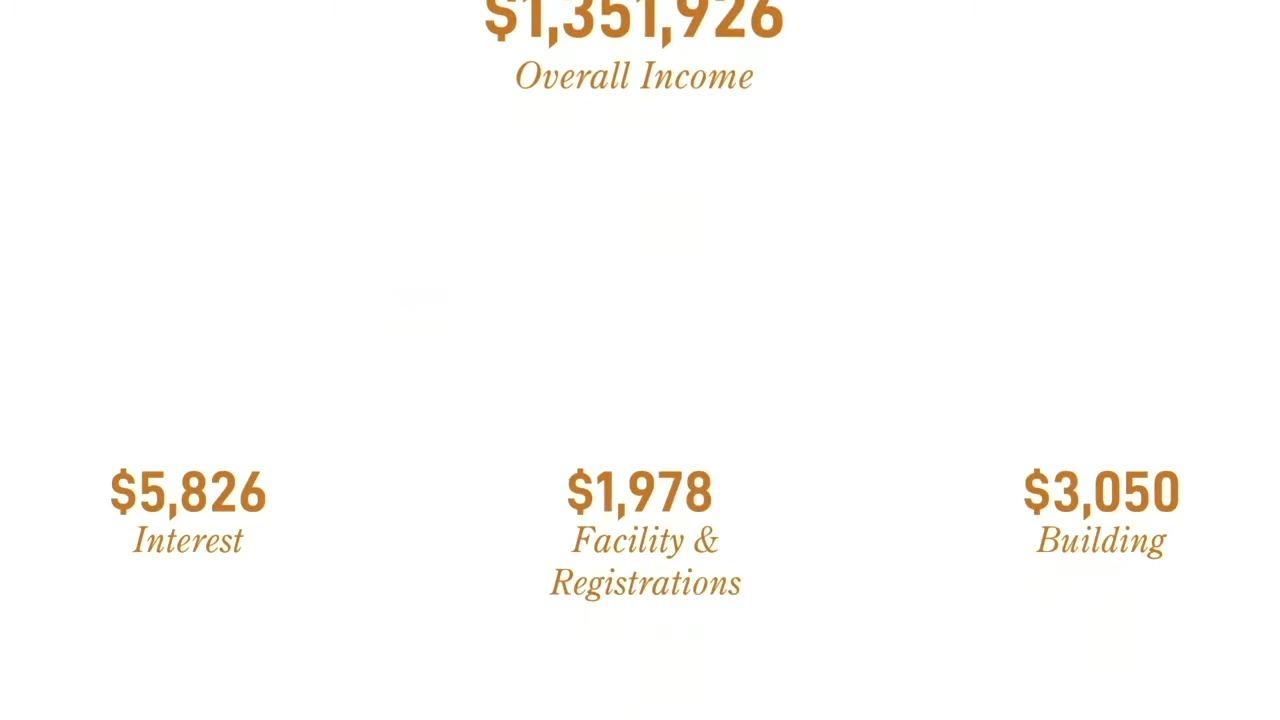 $1,351,926
Overall Income
$5,826
Interest
$1,978
Facility &
Registrations
$3,050
Building